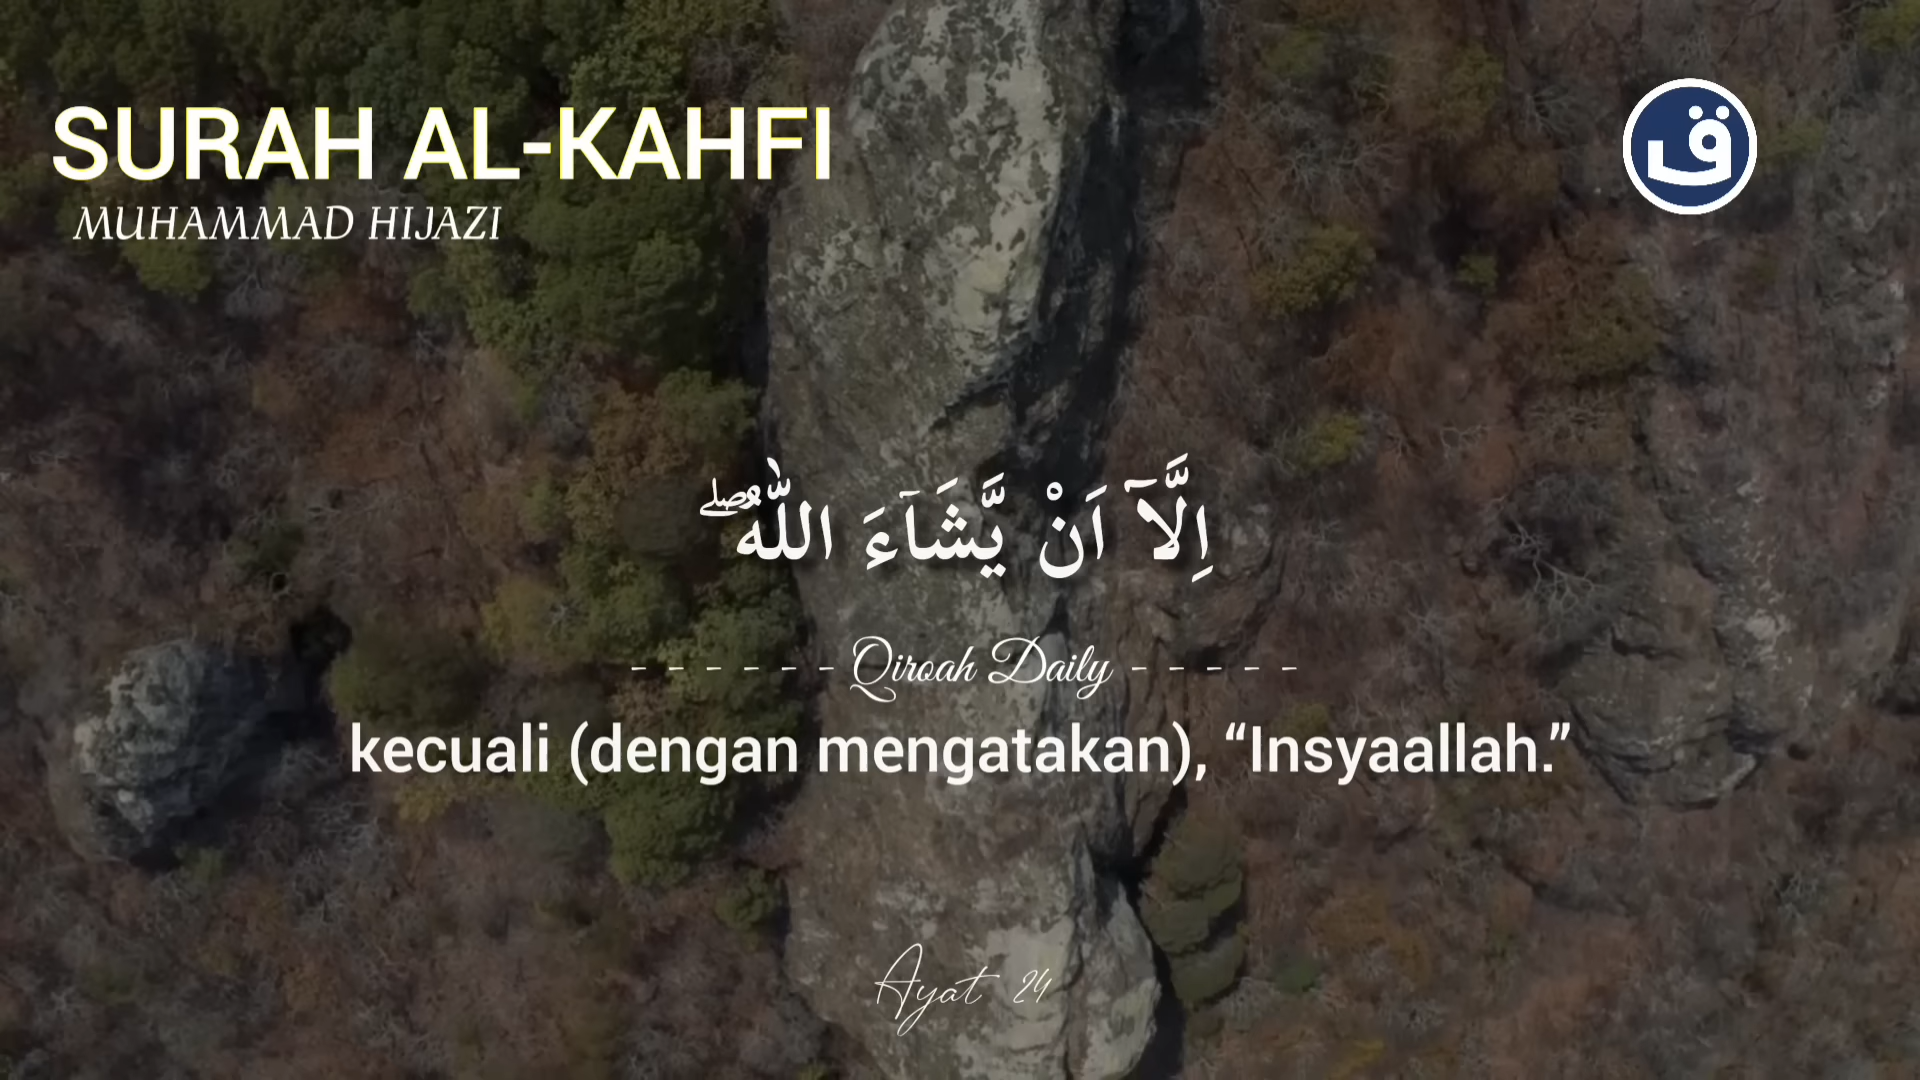 SURAH AL-KAHFI
MUHAMMAD HIJAZI
ق
اِلَّآ اَنْ يَّشَاۤءَ اللّٰهُ ۖ
- - - - - - Qiroah Daily - - - - -
kecuali (dengan mengatakan), “Insyaallah.”
Ayat 24